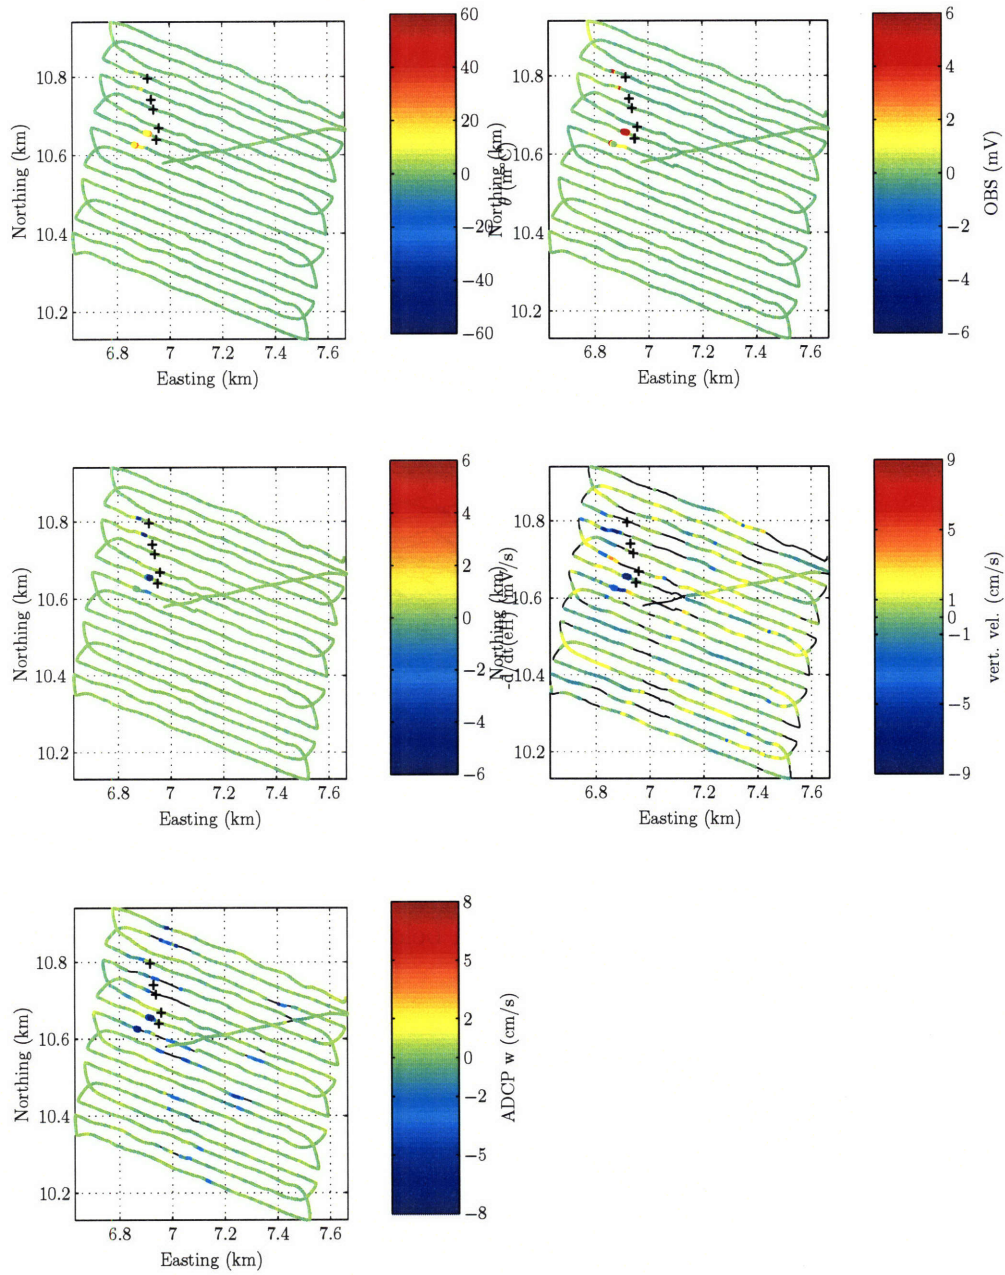 60
40
20
0
−20
−40
−60
10.8
10.6
10.4
10.2
6.8 7 7.2 7.4 7.6
Northing (km)
Easting (km)
6
4
2
0
−2
−4
−6
OBS (mV)
6.8 7 7.2 7.4 7.6
10.8
10.6
10.4
10.2
Northing (km)
Easting (km)
6
4
2
0
−2
−4
−6
10.8
10.6
10.4
10.2
6.8 7 7.2 7.4 7.6
Northing (km)
Easting (km)
-d/dt(eH) (mV/s)
9
5
1
0
−1
−5
−9
vert. vel. (cm/s)
10.8
10.6
10.4
10.2
6.8 7 7.2 7.4 7.6
Northing (km)
Easting (km)
8
5
2
0
−2
−5
−8
ADCP w (cm/s)
10.8
10.6
10.4
10.2
6.8 7 7.2 7.4 7.6
Northing (km)
Easting (km)